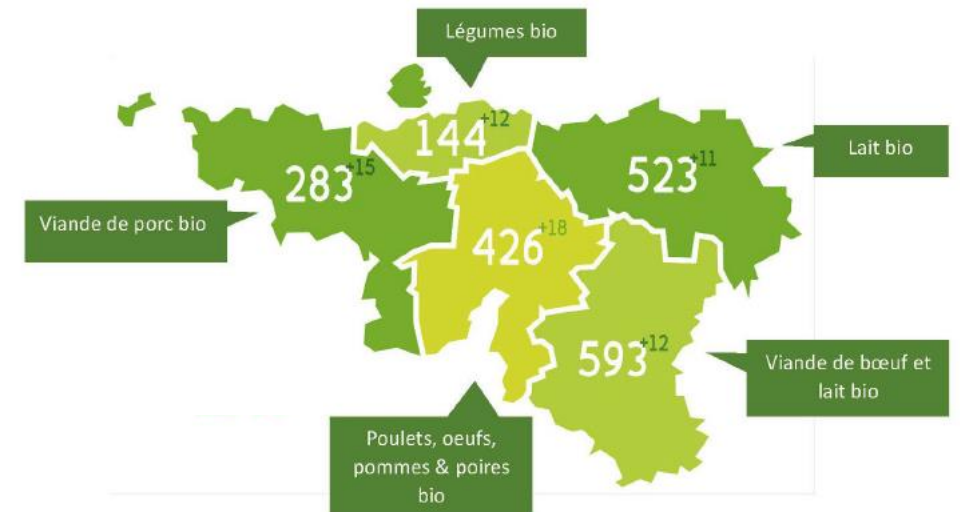 Légumes bio
144 +12
Lait bio
283 +15
523 +11
Viande de porc bio
426 +18
593 +12
Viande de bœuf et
lait bio
Poulets, oeufs,
pommes & poires
bio